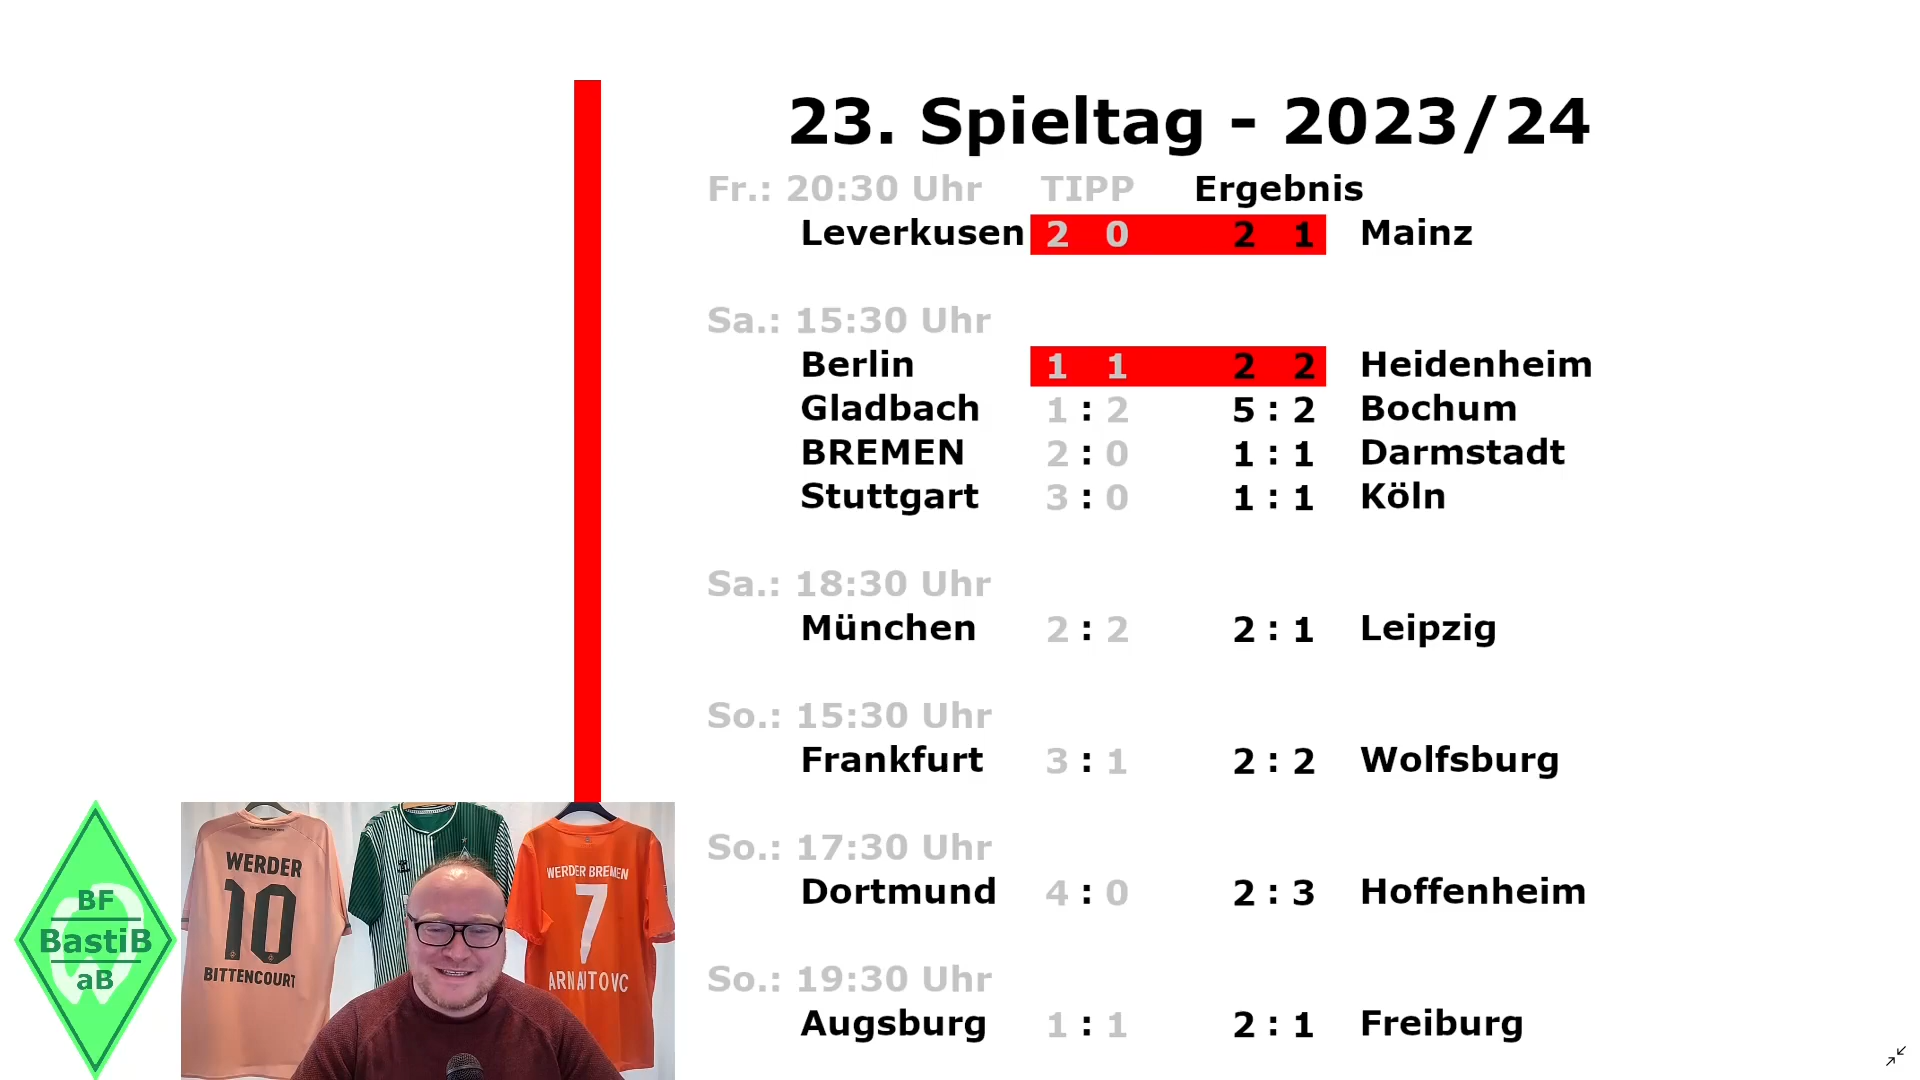 23. Spieltag - 2023/24
Fr.: 20:30 Uhr TIPP Ergebnis
Leverkusen 2 0 2 1 Mainz
Sa.: 15:30 Uhr
Berlin 1 1 2 2 Heidenheim
Gladbach 1 : 2 5 : 2 Bochum
BREMEN 2 : 0 1 : 1 Darmstadt
Stuttgart 3 : 0 1 : 1 Köln
Sa.: 18:30 Uhr
München 2 : 2 2 : 1 Leipzig
So.: 15:30 Uhr
Frankfurt 3 : 1 2 : 2 Wolfsburg
So.: 17:30 Uhr
Dortmund 4 : 0 2 : 3 Hoffenheim
So.: 19:30 Uhr
Augsburg 1 : 1 2 : 1 Freiburg
BF
BastiB
aB
WERDER
10
BITTENCOURT
WERDER BREMEN
7